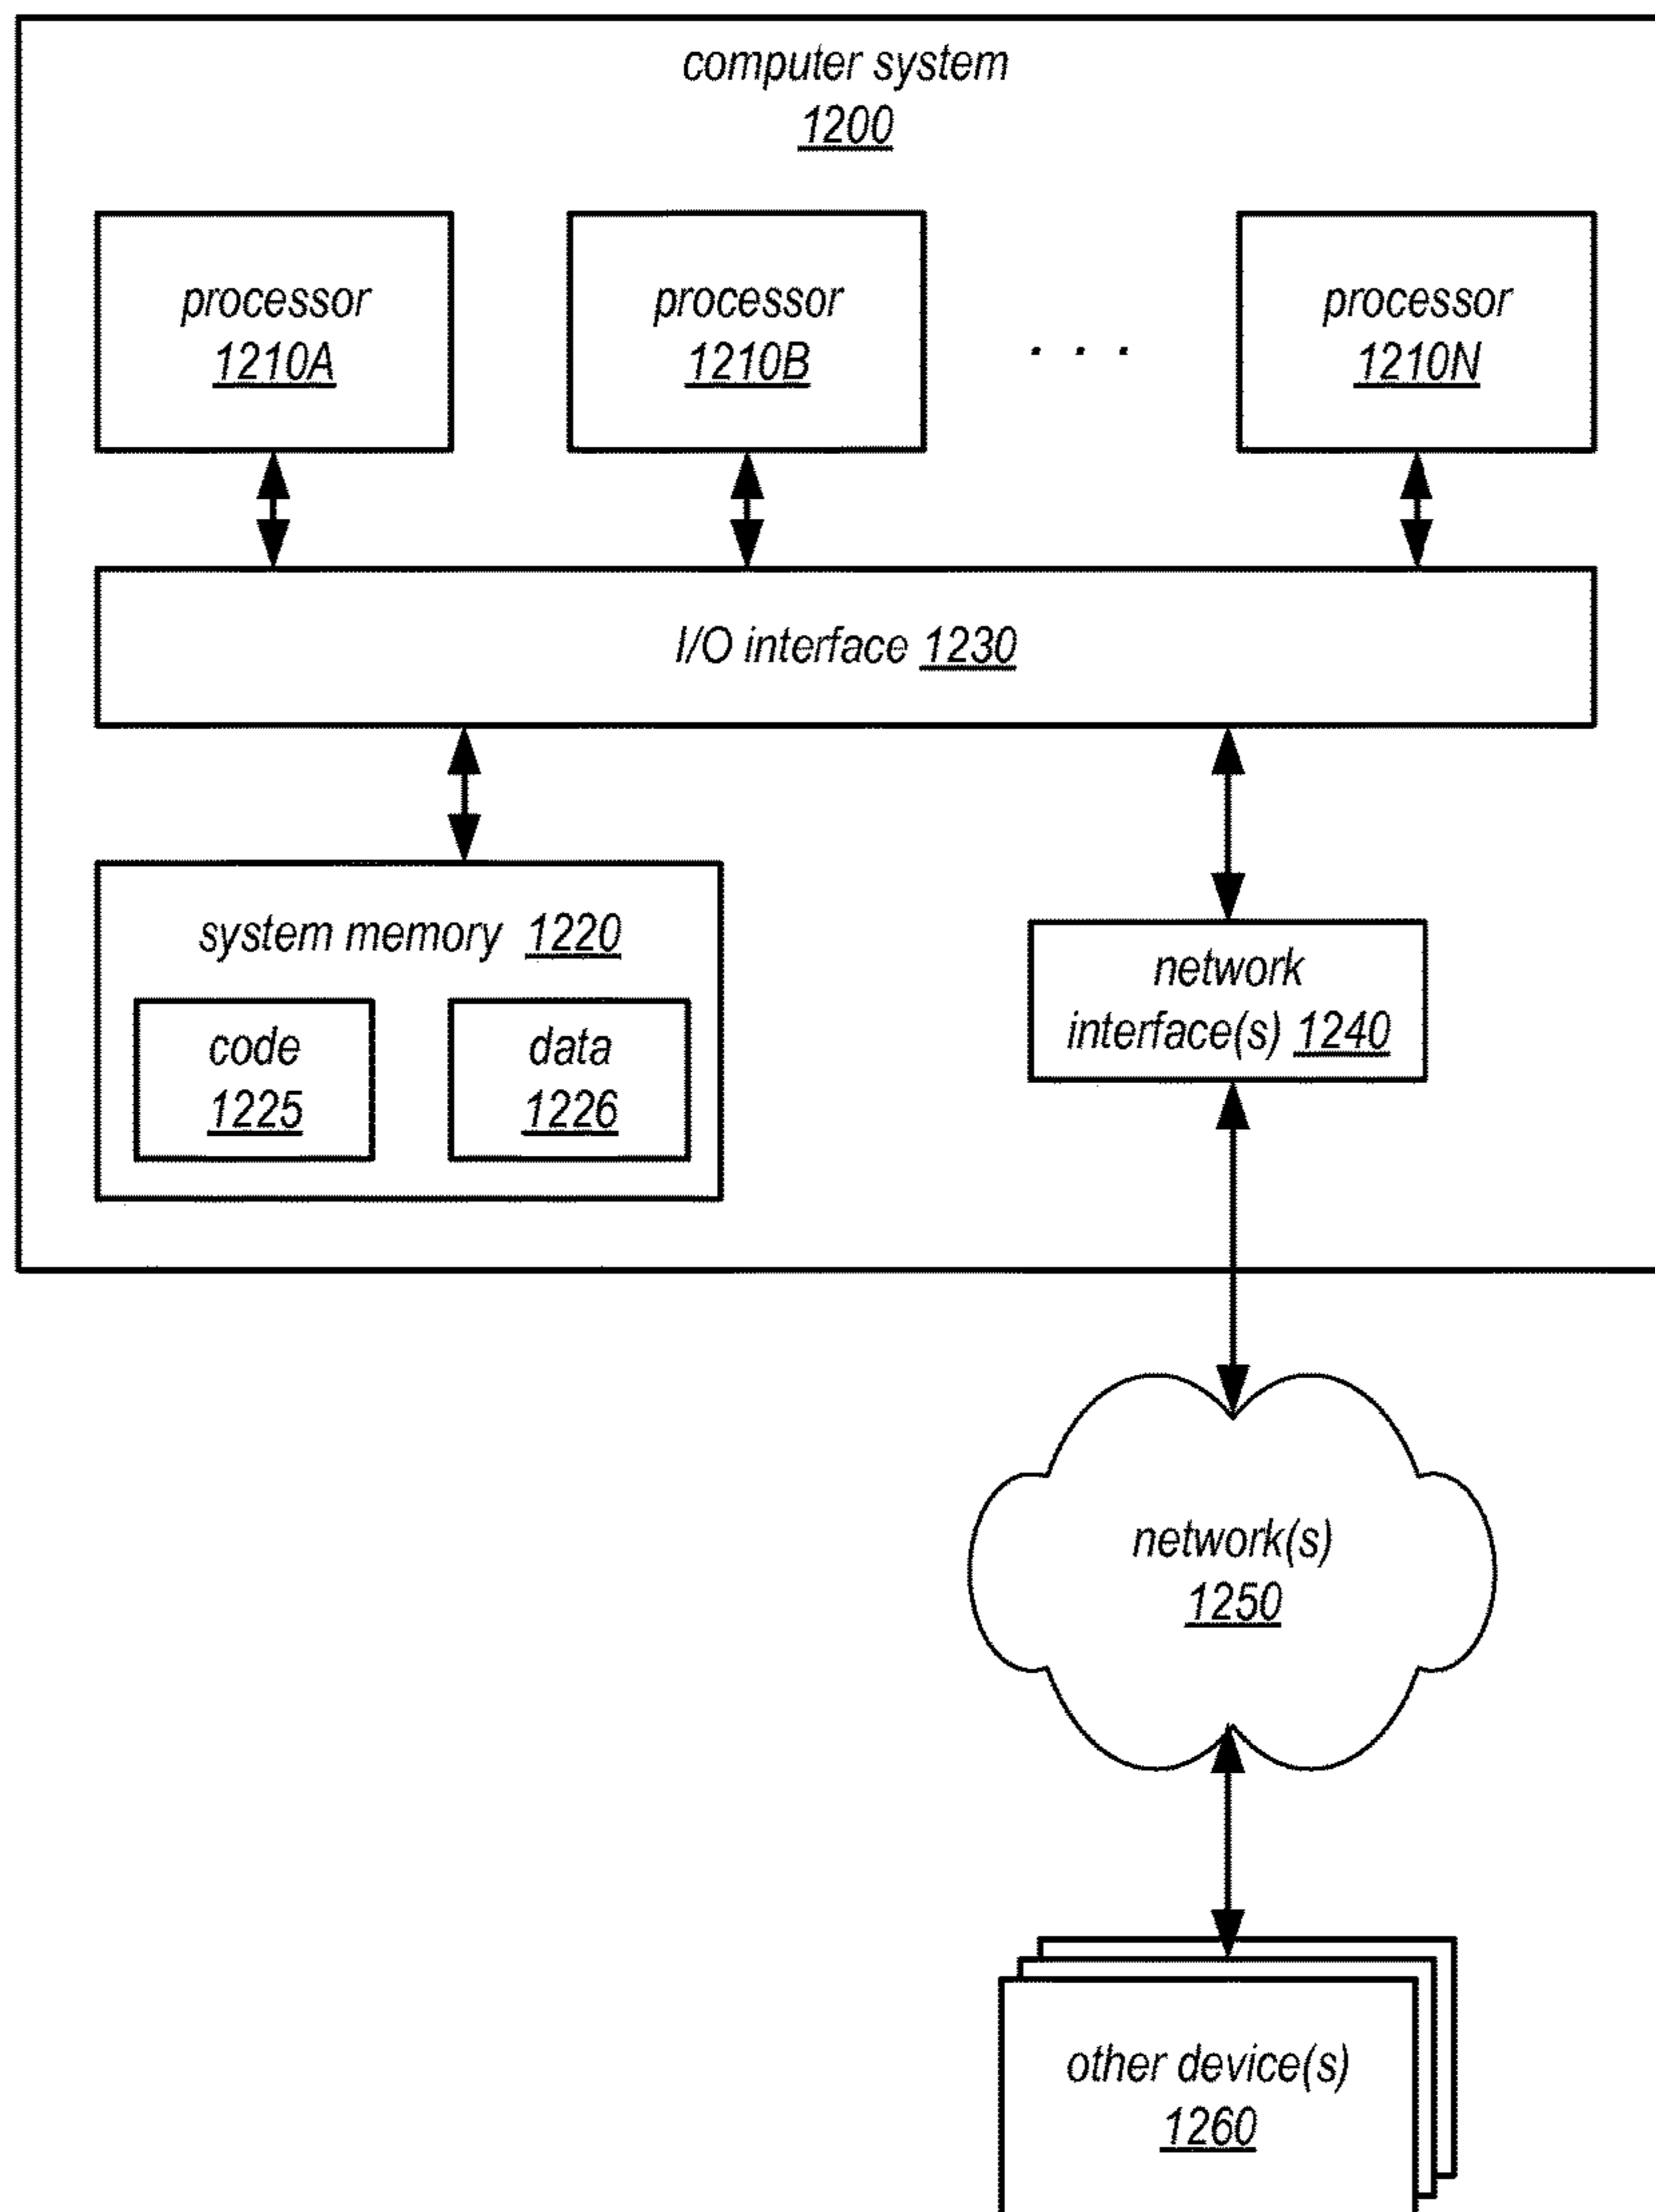 computer system
1200
processor
1210A
processor
1210B
. . .
processor
1210N
I/O interface 1230
system memory 1220
code
1225
data
1226
network
interface(s) 1240
network(s)
1250
other device(s)
1260